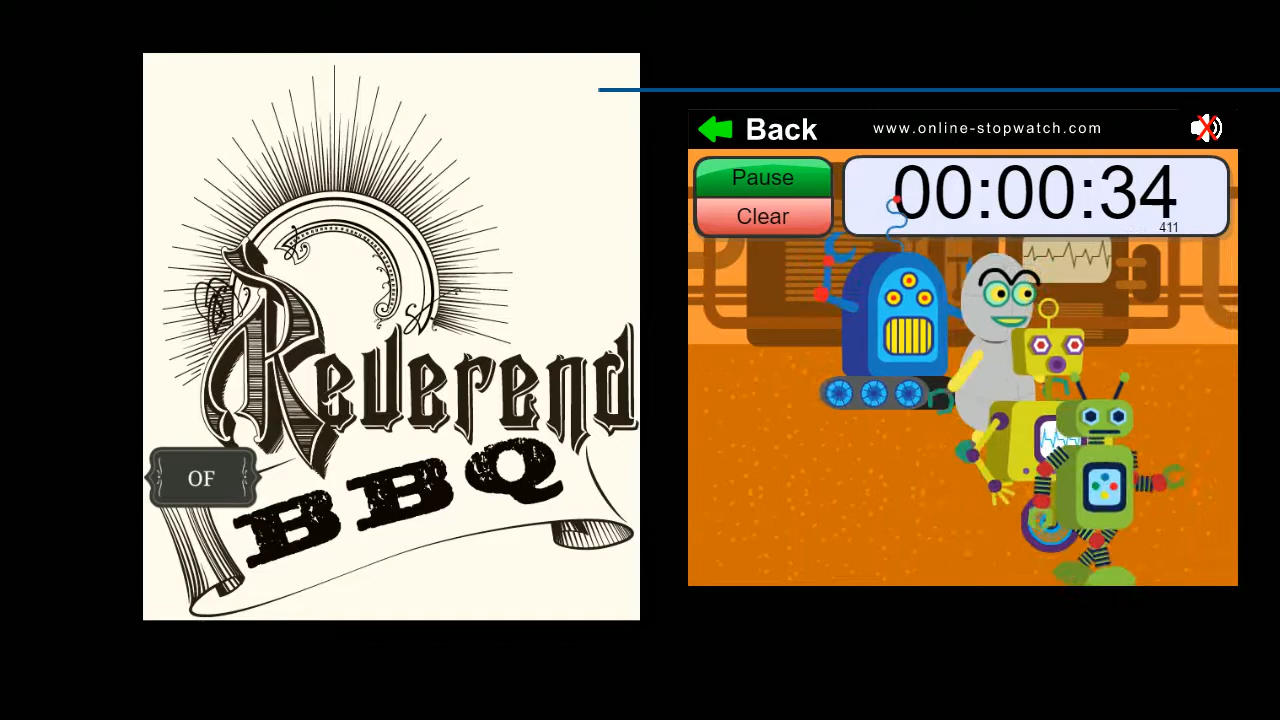 Reverend
OF
BBQ
Back
www.online-stopwatch.com
Pause
Clear
00:00:34
411